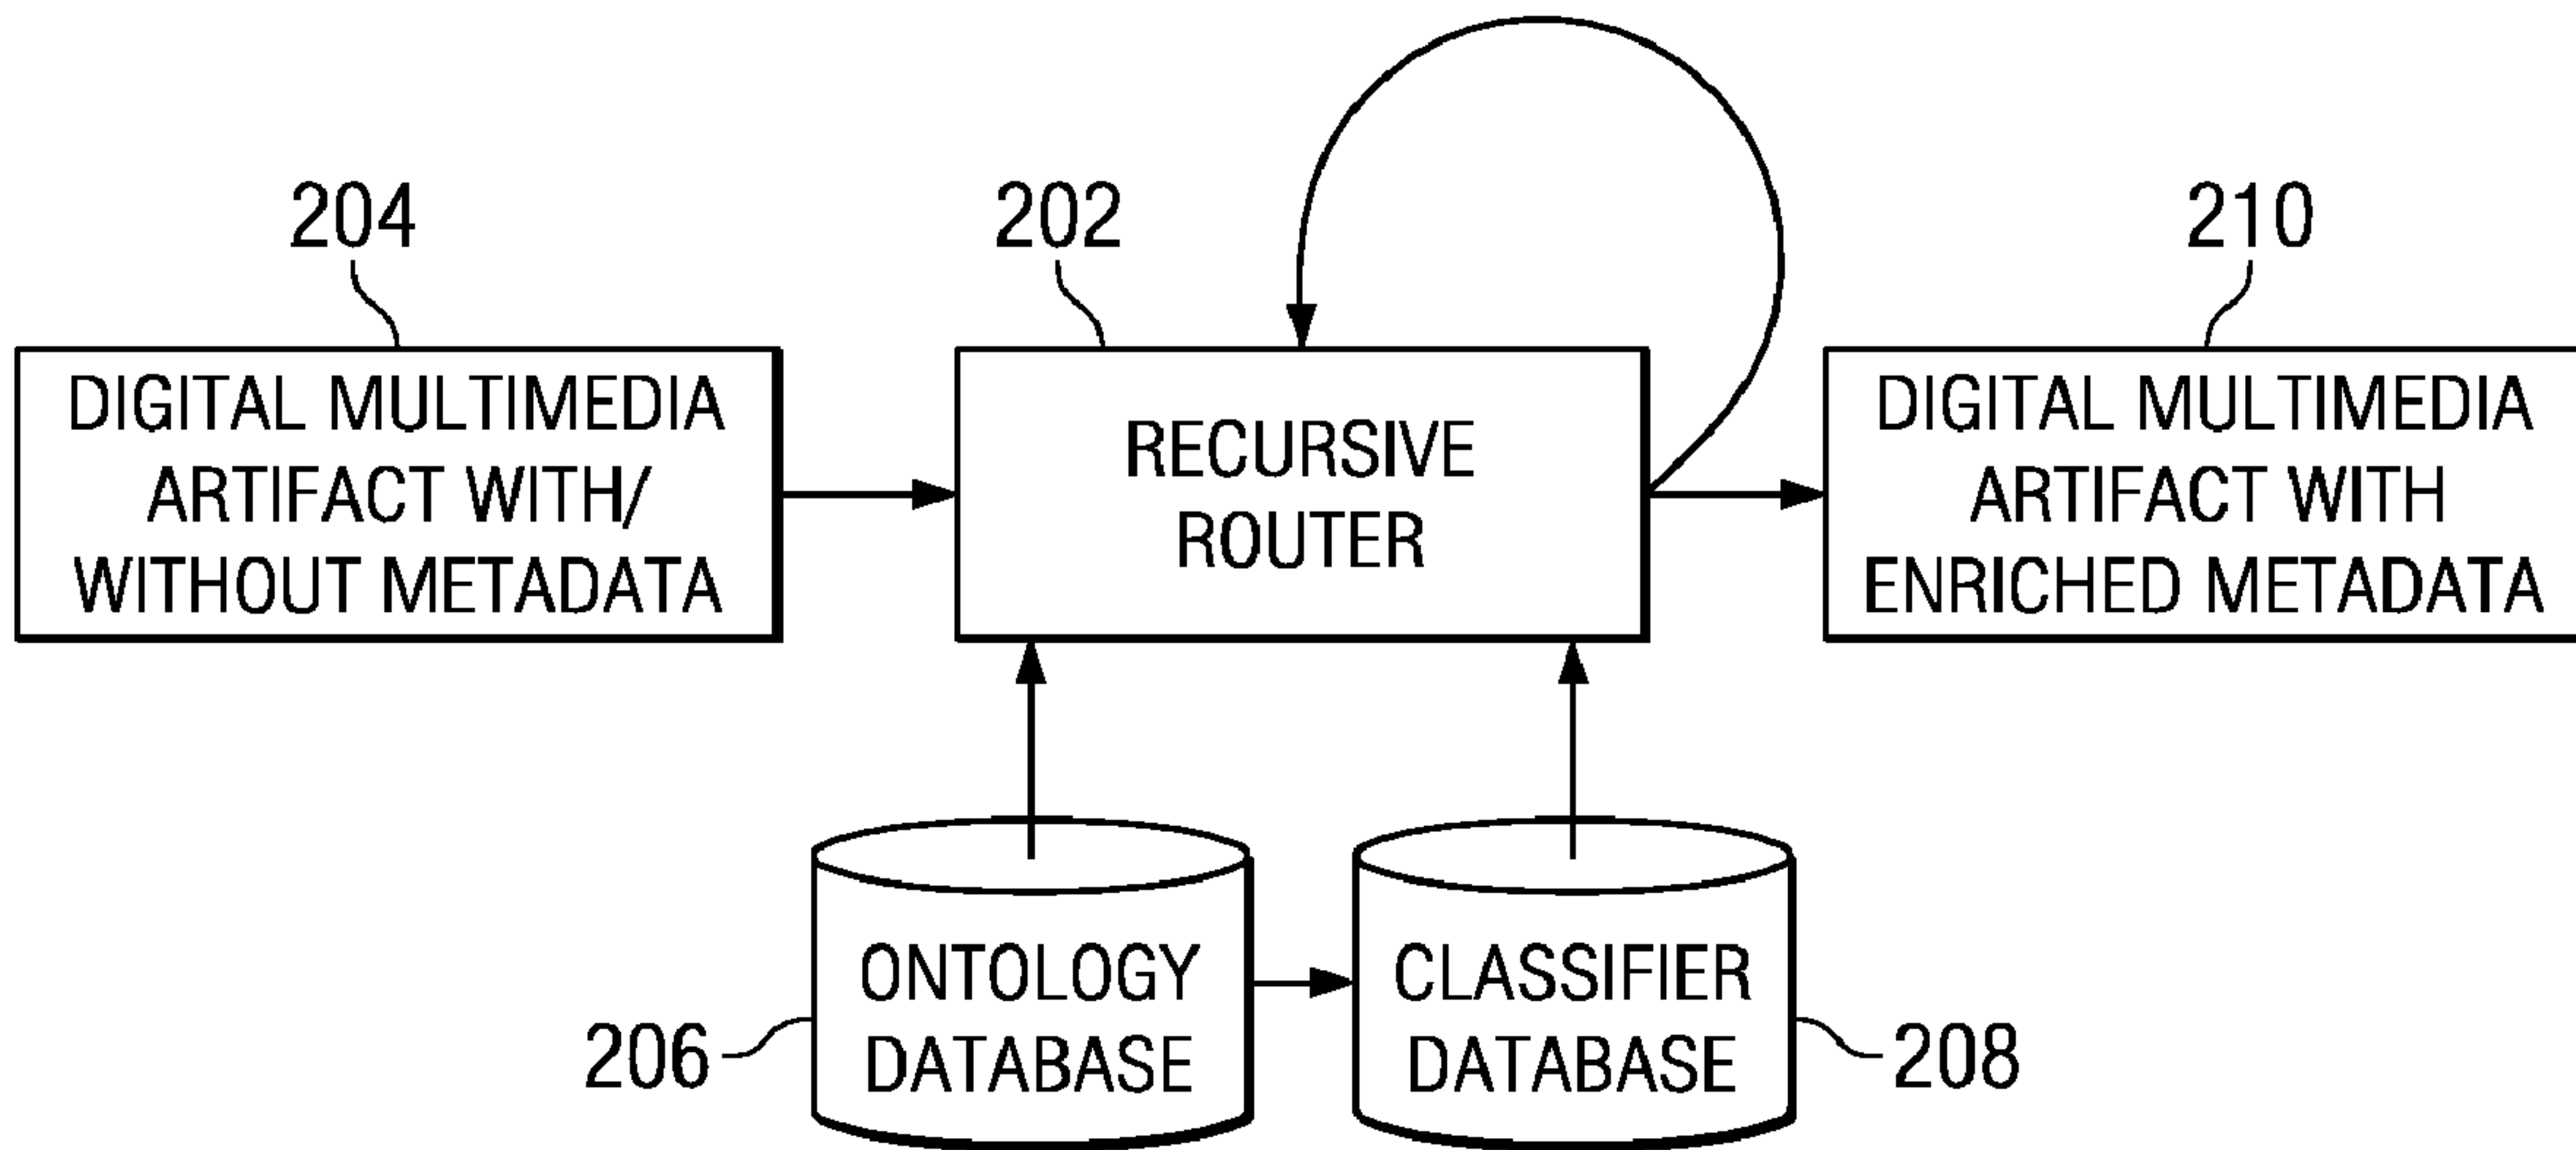 204
202
210
DIGITAL MULTIMEDIA
ARTIFACT WITH/
WITHOUT METADATA
RECURSIVE
ROUTER
DIGITAL MULTIMEDIA
ARTIFACT WITH
ENRICHED METADATA
ONTOLOGY
DATABASE
CLASSIFIER
DATABASE
206
208